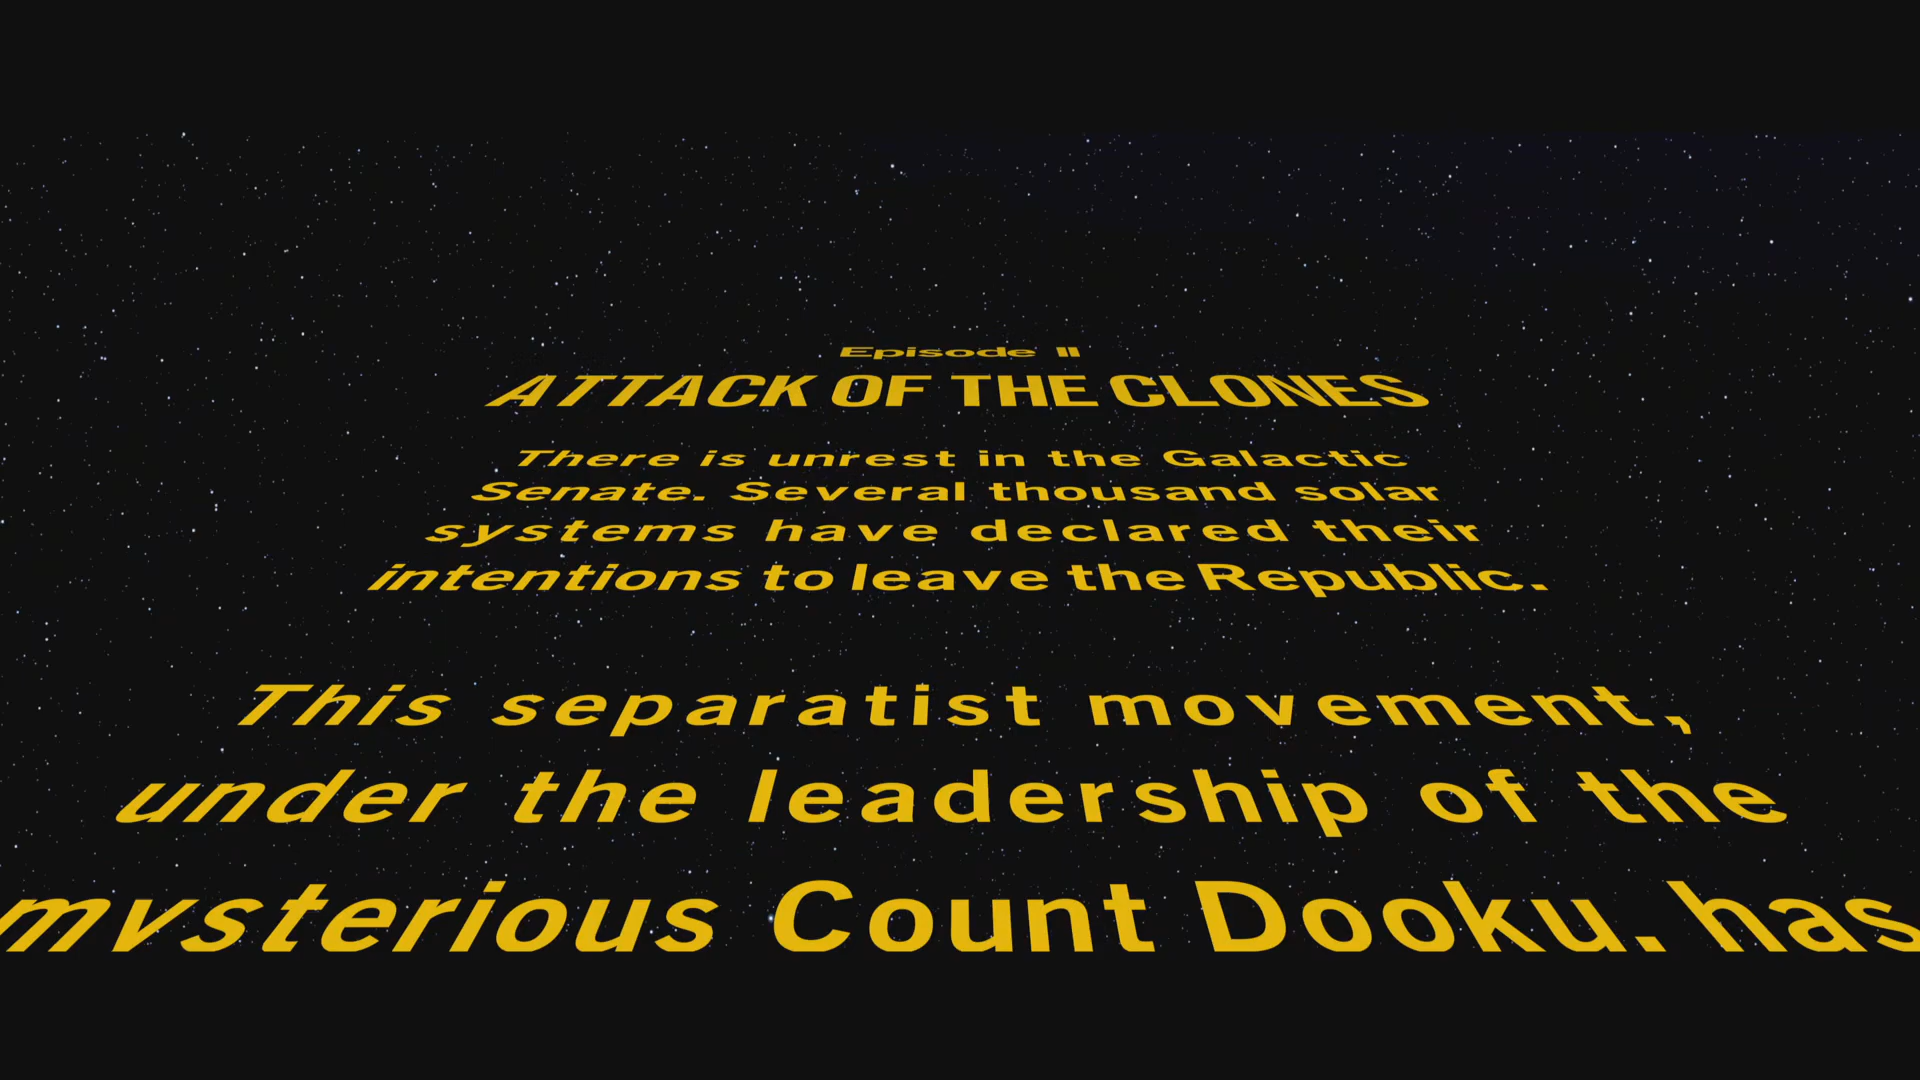 Episode II
ATTACK OF THE CLONES
There is unrest in the Galactic
Senate. Several thousand solar
systems have declared their
intentions to leave the Republic.
This separatist movement,
under the leadership of the
mysterious Count Dooku, has